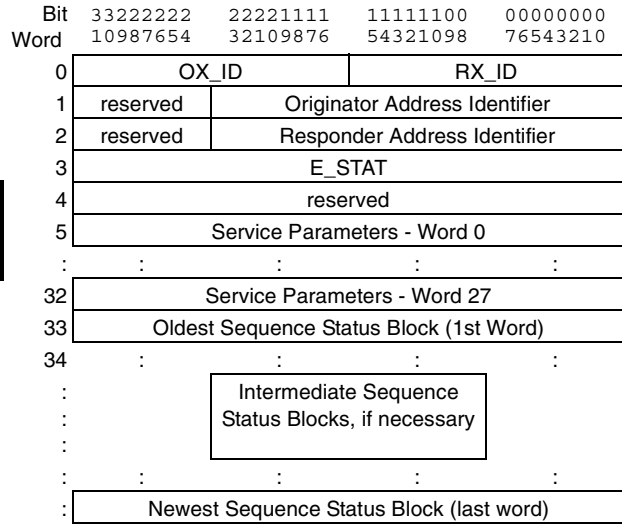 Bit 33222222 22221111 11111100 00000000
Word 10987654 32109876 54321098 76543210
0 OX_ID RX_ID
1 reserved Originator Address Identifier
2 reserved Responder Address Identifier
3 E_STAT
4 reserved
5 Service Parameters - Word 0
: : : : :
32 Service Parameters - Word 27
33 Oldest Sequence Status Block (1st Word)
34 : : : :
: Intermediate Sequence
: Status Blocks, if necessary
:
: : : : :
: Newest Sequence Status Block (last word)